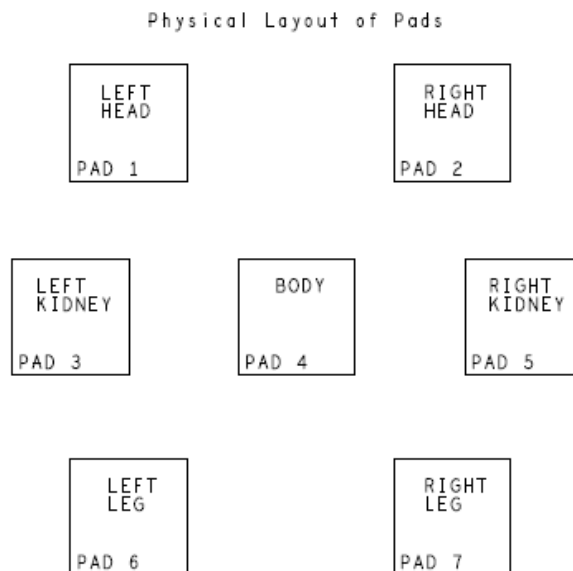 Physical Layout of Pads
LEFT
HEAD
PAD 1
RIGHT
HEAD
PAD 2
LEFT
KIDNEY
PAD 3
BODY
PAD 4
RIGHT
KIDNEY
PAD 5
LEFT
LEG
PAD 6
RIGHT
LEG
PAD 7